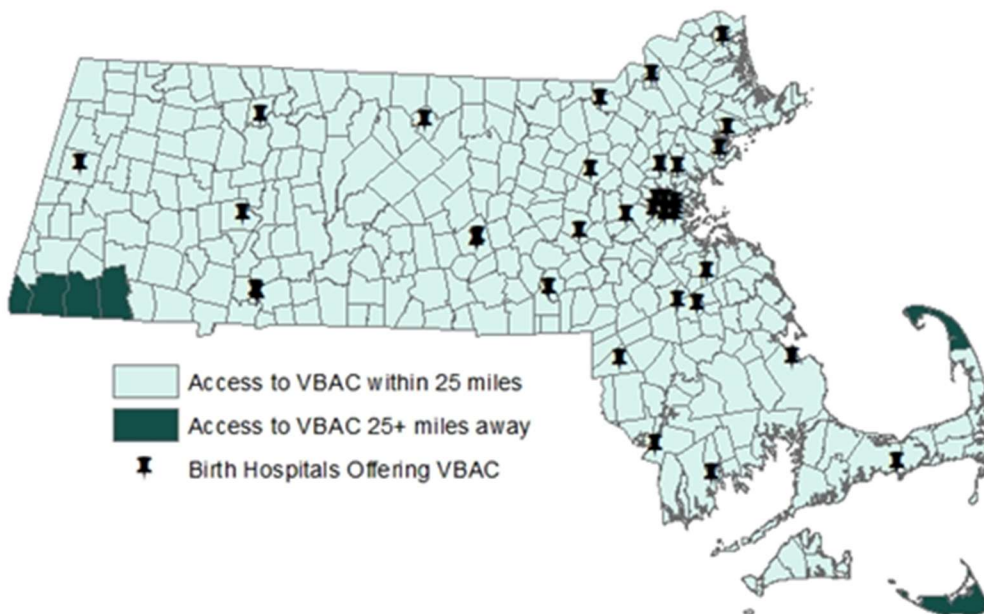 Access to VBAC within 25 miles
Access to VBAC 25+ miles away
Birth Hospitals Offering VBAC